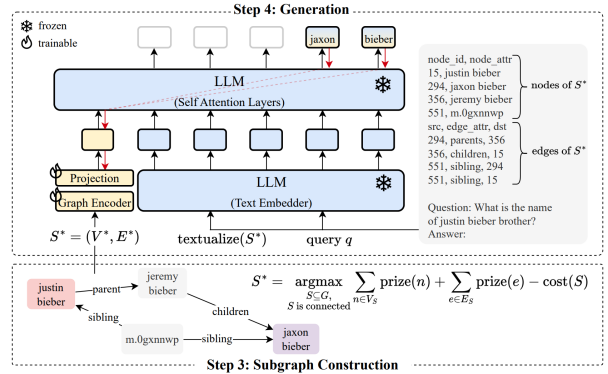 Step 4: Generation
frozen
trainable
jaxon
bieber
LLM
(Self Attention Layers)
Projection
Graph Encoder
LLM
(Text Embedder)
S* = (V*, E*)
textualize(S*)
query q
node_id, node_attr
15, justin bieber
294, jaxon bieber
356, jeremy bieber
551, m.0gxnnwp
nodes of S*
src, edge_attr, dst
294, parents, 356
356, children, 15
551, sibling, 294
551, sibling, 15
edges of S*
Question: What is the name
of justin bieber brother?
Answer:
justin
bieber
parent
jeremy
bieber
children
sibling
m.0gxnnwp
sibling
jaxon
bieber
S* = argmax ∑ prize(n) + ∑ prize(e) − cost(S)
S⊆G, n∈V_S e∈E_S
S is connected
Step 3: Subgraph Construction